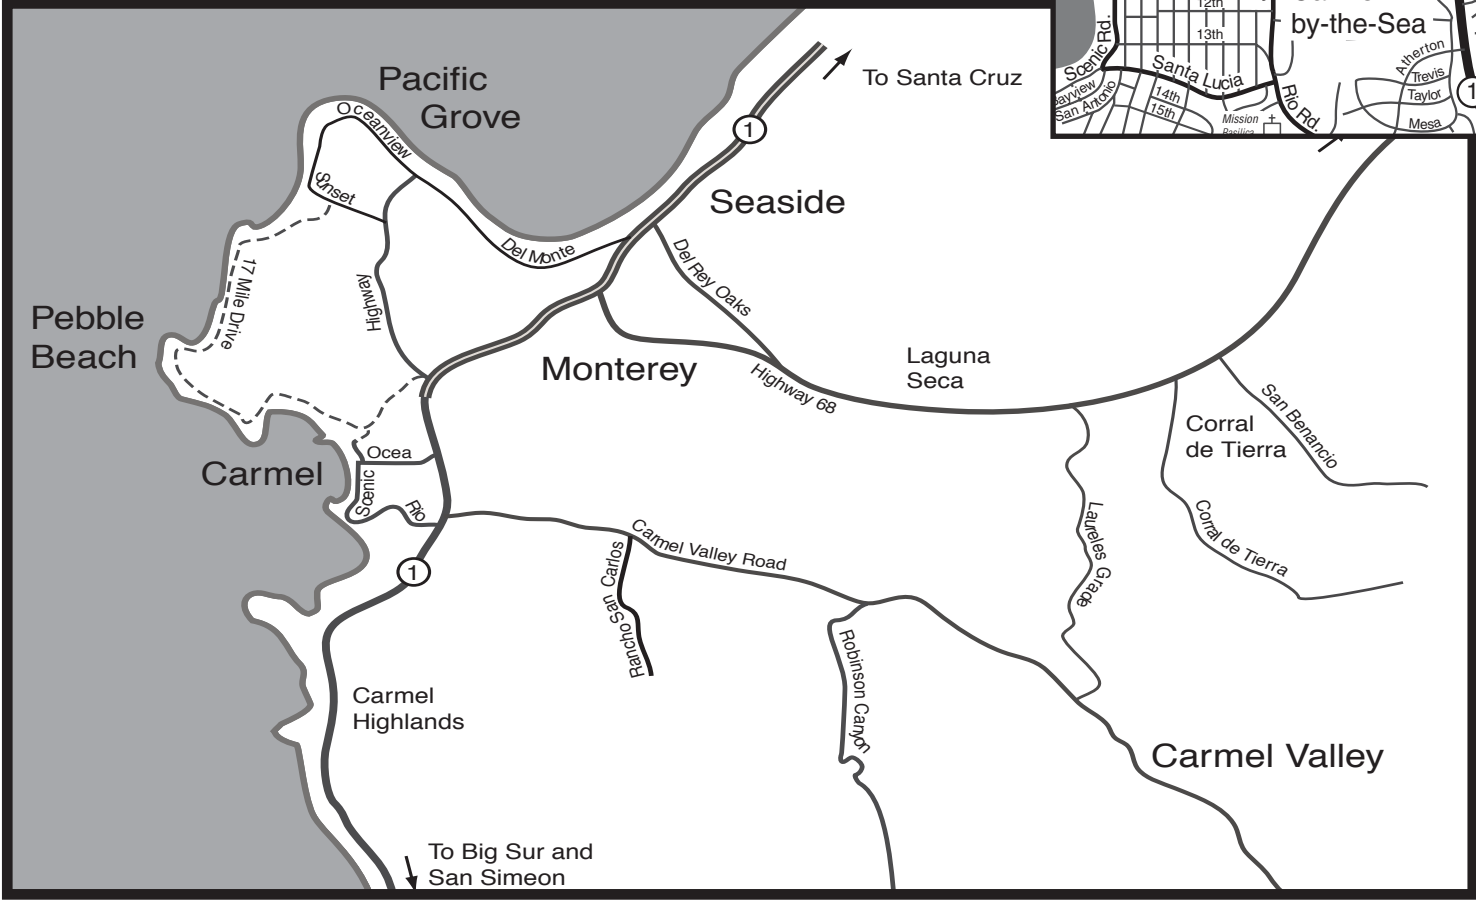 12th
by-the-Sea
13th
Scenic Rd.
Santa Lucia
Atherton
Trevis
Taylor
Mesa
14th
15th
San Antonio
Rio Rd.
Mission
Basilica
1
Pacific
Grove
To Santa Cruz
1
Oceanview
Sunset
Seaside
Del Monte
Del Rey Oaks
17 Mile Drive
Highway
Pebble
Beach
Monterey
Highway 68
Laguna
Seca
Corral
de Tierra
San Benancio
Ocea
Carmel
Scenic
Rio
Carmel Valley Road
Rancho San Carlos
Laureles Grade
Corral de Tierra
1
Robinson Canyon
Carmel
Highlands
Carmel Valley
To Big Sur and
San Simeon